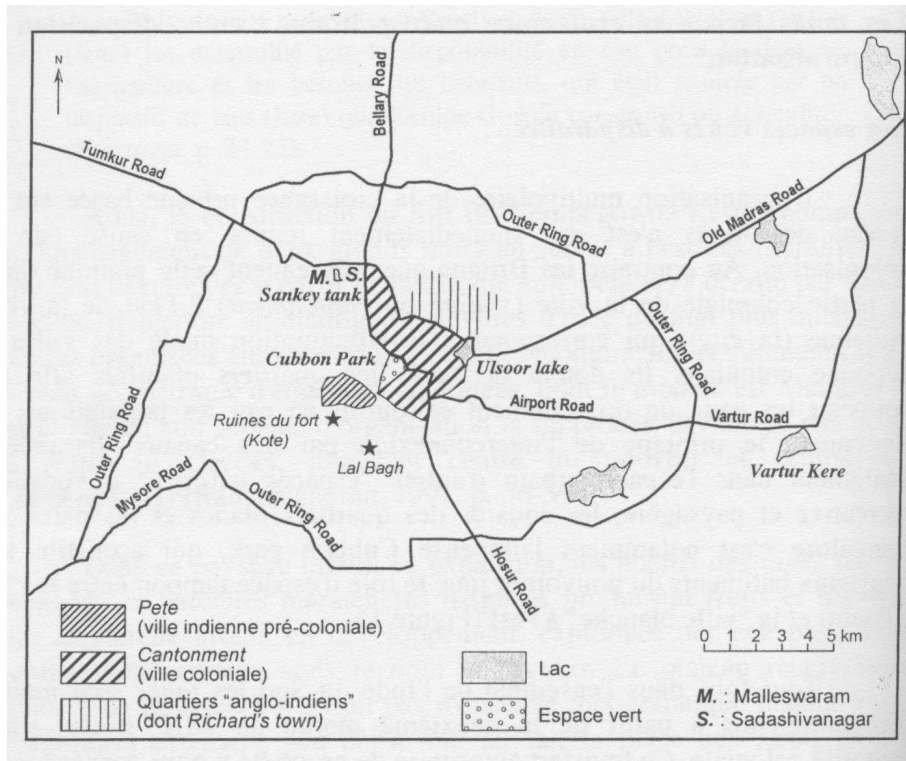 N
Bellary Road
Tumkur Road
Outer Ring Road
Old Madras Road
M. S.
Sankey tank
Cubbon Park
Ulsoor lake
Outer Ring Road
Airport Road
Vartur Road
Ruines du fort
(Kote)
Vartur Kere
Outer Ring Road
Lal Bagh
Mysore Road
Outer Ring Road
Hosur Road
Pete
(ville indienne pré-coloniale)
Cantonment
(ville coloniale)
Quartiers "anglo-indiens"
(dont Richard's town)
Lac
Espace vert
0 1 2 3 4 5 km
M. : Malleswaram
S. : Sadashivanagar